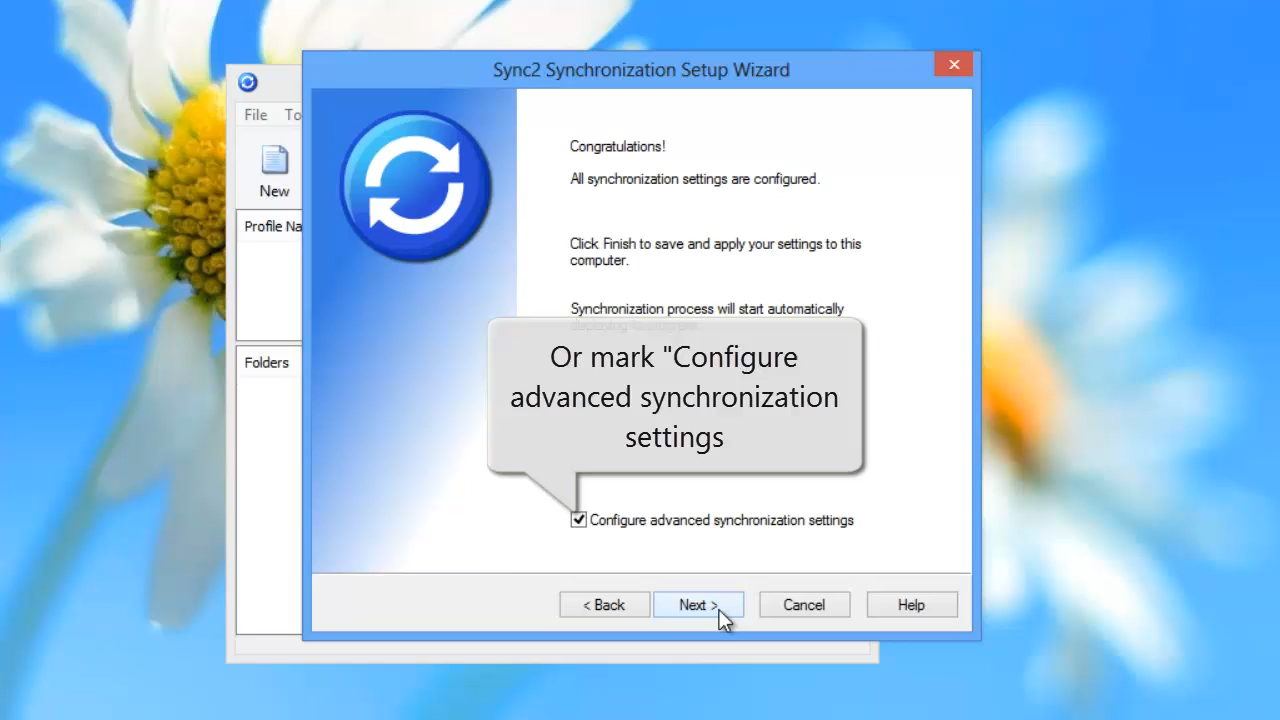 Sync2 Synchronization Setup Wizard
File To
New
Profile Na
Folders
Congratulations!
All synchronization settings are configured.
Click Finish to save and apply your settings to this
computer.
Synchronization process will start automatically
Or mark "Configure
advanced synchronization
settings
Configure advanced synchronization settings
< Back
Next >
Cancel
Help